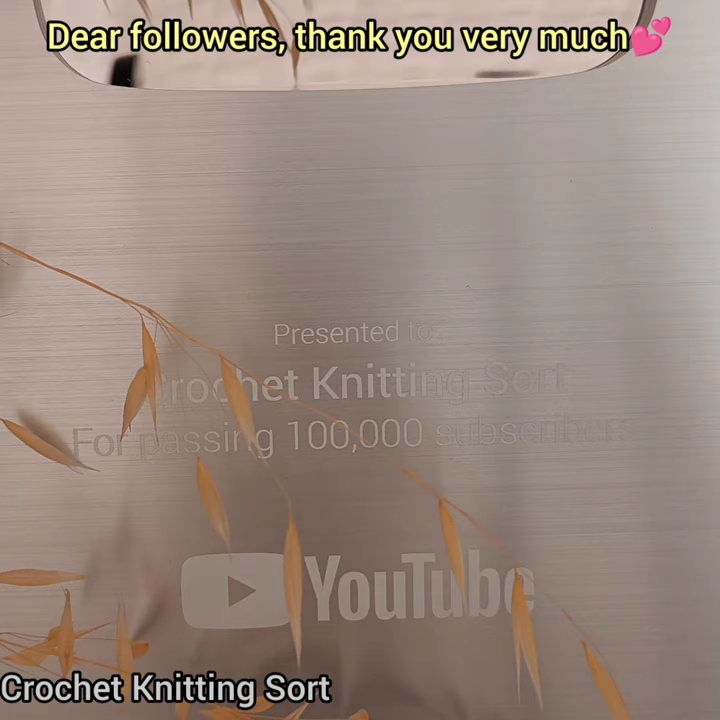 Dear followers, thank you very much💕
Presented to:
Crochet Knitting Sort
For passing 100,000 subscribers
YouTube
Crochet Knitting Sort